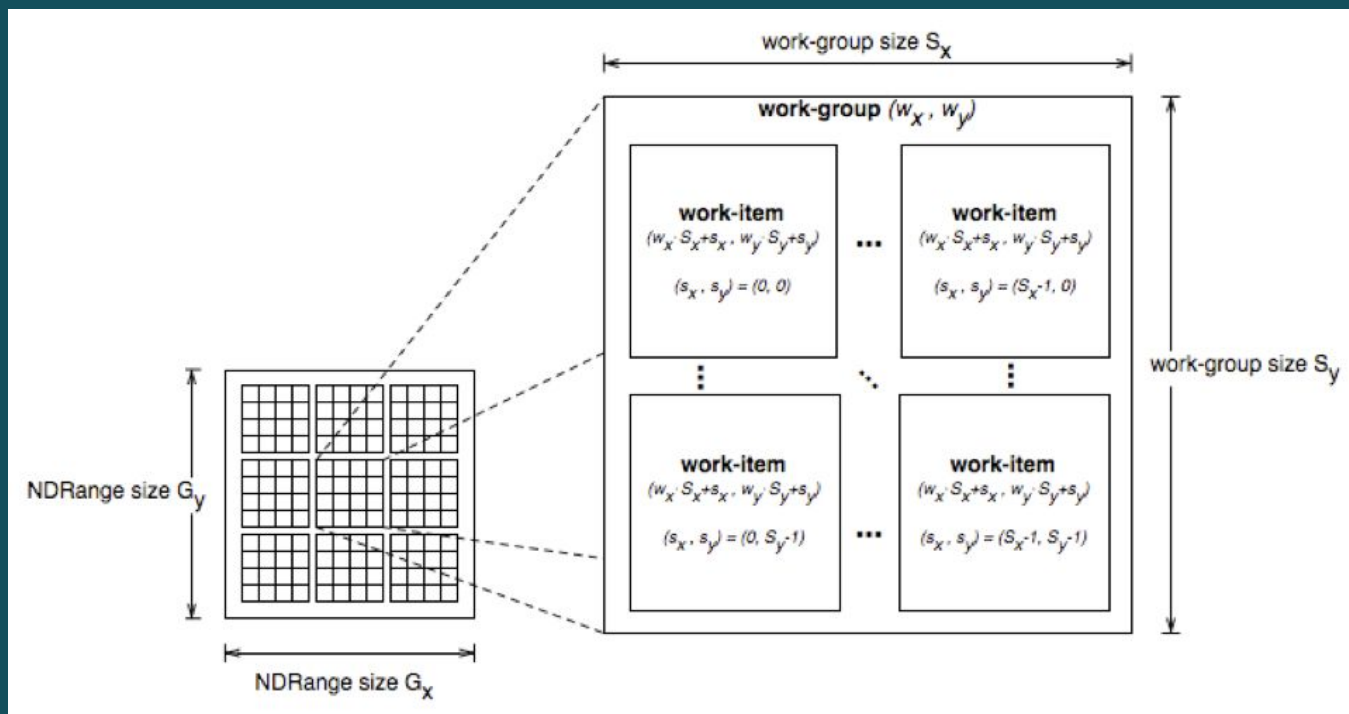 work-group size Sx
work-group (wx , wy)
work-item
(wx· Sx+sx , wy· Sy+sy)
(sx , sy) = (0, 0)
...
work-item
(wx· Sx+sx , wy· Sy+sy)
(sx , sy) = (Sx-1, 0)
work-group size Sy
work-item
(wx· Sx+sx , wy· Sy+sy)
(sx , sy) = (0, Sy-1)
...
work-item
(wx· Sx+sx , wy· Sy+sy)
(sx , sy) = (Sx-1, Sy-1)
NDRange size Gy
NDRange size Gx